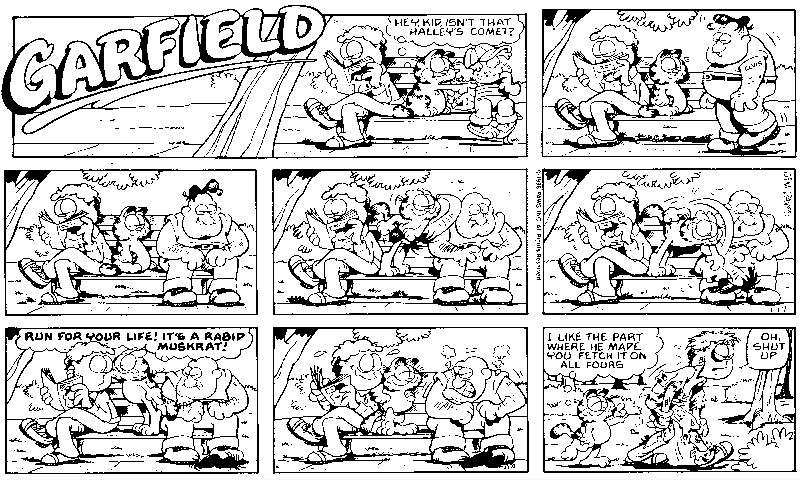 GARFIELD
HEY, KID, ISN'T THAT
HALLEY'S COMET?
ELVIS
RUN FOR YOUR LIFE! IT'S A RABID
MUSKRAT!
I LIKE THE PART
WHERE HE MADE
YOU FETCH IT ON
ALL FOURS
OH,
SHUT
UP